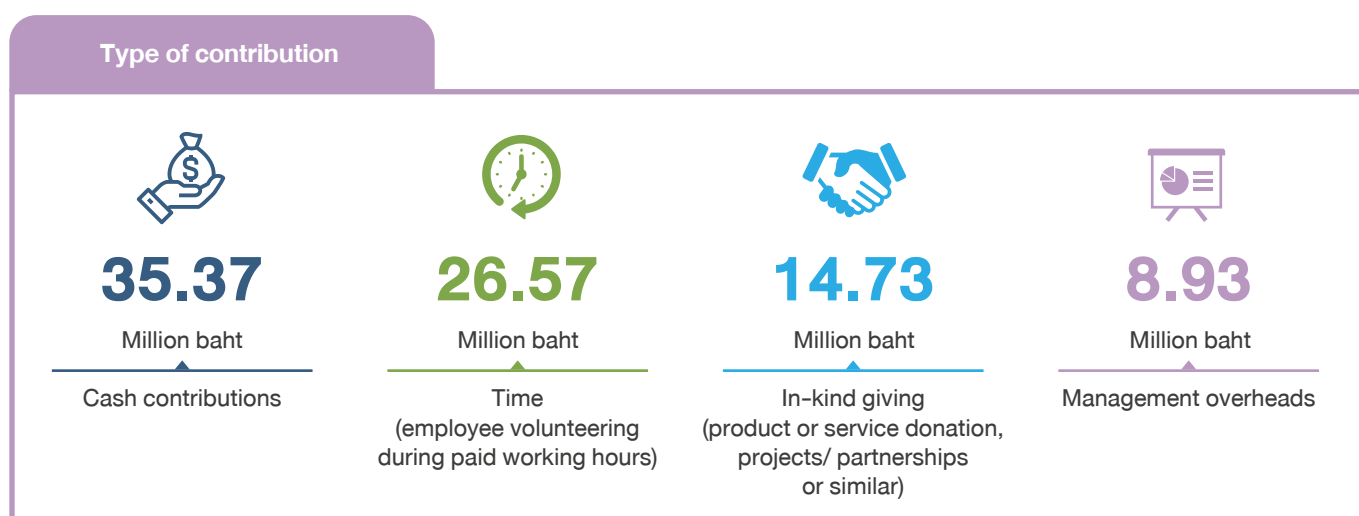 Type of contribution
$
35.37
Million baht
Cash contributions
26.57
Million baht
Time
(employee volunteering
during paid working hours)
14.73
Million baht
In-kind giving
(product or service donation,
projects/ partnerships
or similar)
8.93
Million baht
Management overheads